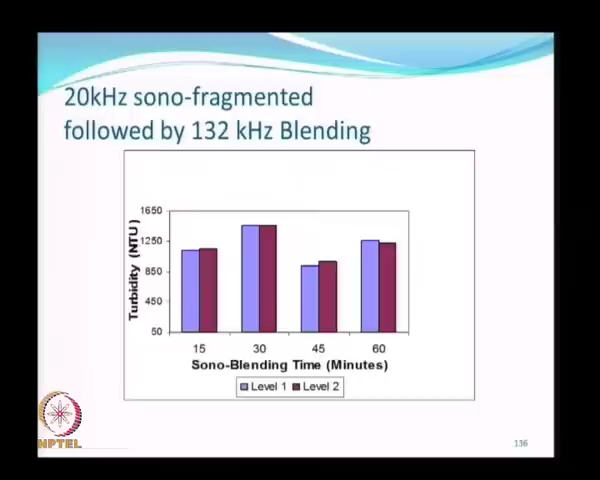 20kHz sono-fragmented
followed by 132 kHz Blending
1650
1250
850
450
50
Turbidity (NTU)
15 30 45 60
Sono-Blending Time (Minutes)
Level 1 Level 2
NPTEL
136